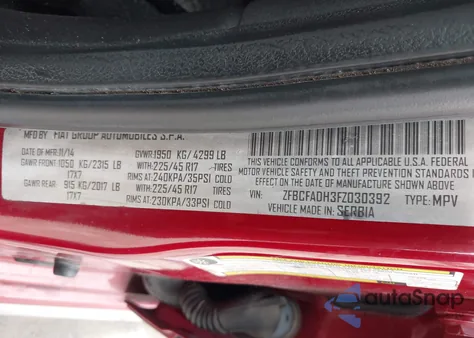 MFD BY FIAT GROUP AUTOMOBILES S.P.A.
DATE OF MFR 11/14 GVWR 1950 KG/4299 LB
GAWR FRONT: 1050 KG/2315 LB WITH 225/45 R17 TIRES
17X7 RIMS AT: 240KPA/35PSI COLD
GAWR REAR: 915 KG/2017 LB WITH 225/45 R17 TIRES
17X7 RIMS AT: 230KPA/33PSI COLD
THIS VEHICLE CONFORMS TO ALL APPLICABLE U.S.A. FEDERAL
MOTOR VEHICLE SAFETY AND THEFT PREVENTION STANDARDS IN
EFFECT ON THE DATE OF MANUFACTURE SHOWN ABOVE.
VIN: ZFBCFADH3FZ030392 TYPE: MPV
VEHICLE MADE IN SERBIA
autoSnap